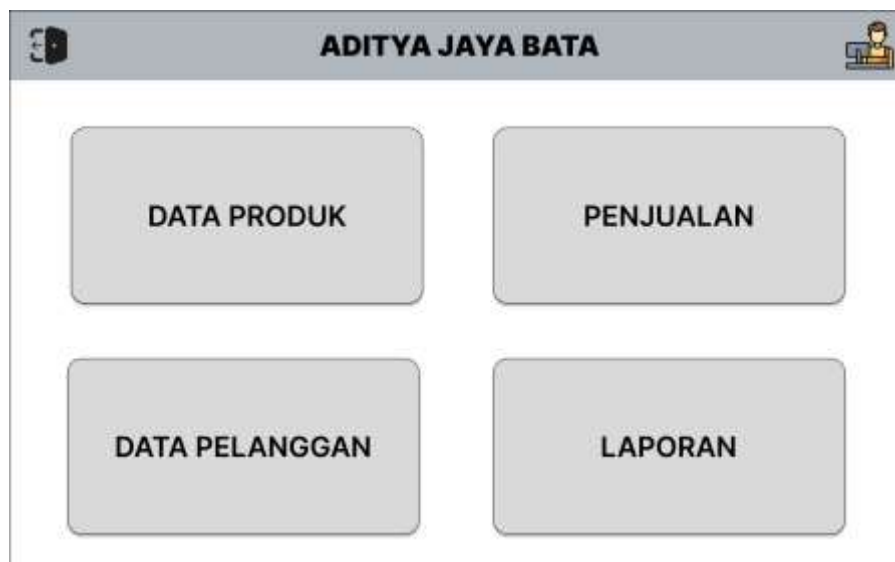 ADITYA JAYA BATA
DATA PRODUK
PENJUALAN
DATA PELANGGAN
LAPORAN